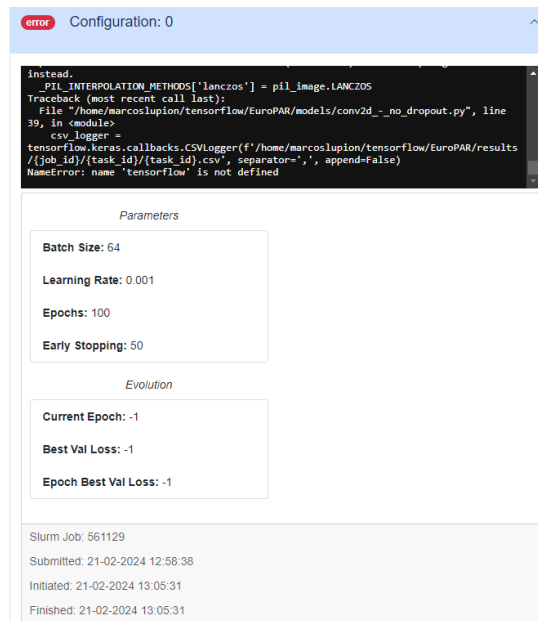 error Configuration: 0
instead.
_PIL_INTERPOLATION_METHODS['lanczos'] = pil_image.LANCZOS
Traceback (most recent call last):
File "/home/marcoslupion/tensorflow/EuroPAR/models/conv2d_-_no_dropout.py", line
39, in <module>
csv_logger =
tensorflow.keras.callbacks.CSVLogger(f'/home/marcoslupion/tensorflow/EuroPAR/results
/{job_id}/{task_id}/{task_id}.csv', separator=',', append=False)
NameError: name 'tensorflow' is not defined
Parameters
Batch Size: 64
Learning Rate: 0.001
Epochs: 100
Early Stopping: 50
Evolution
Current Epoch: -1
Best Val Loss: -1
Epoch Best Val Loss: -1
Slurm Job: 561129
Submitted: 21-02-2024 12:58:38
Initiated: 21-02-2024 13:05:31
Finished: 21-02-2024 13:05:31